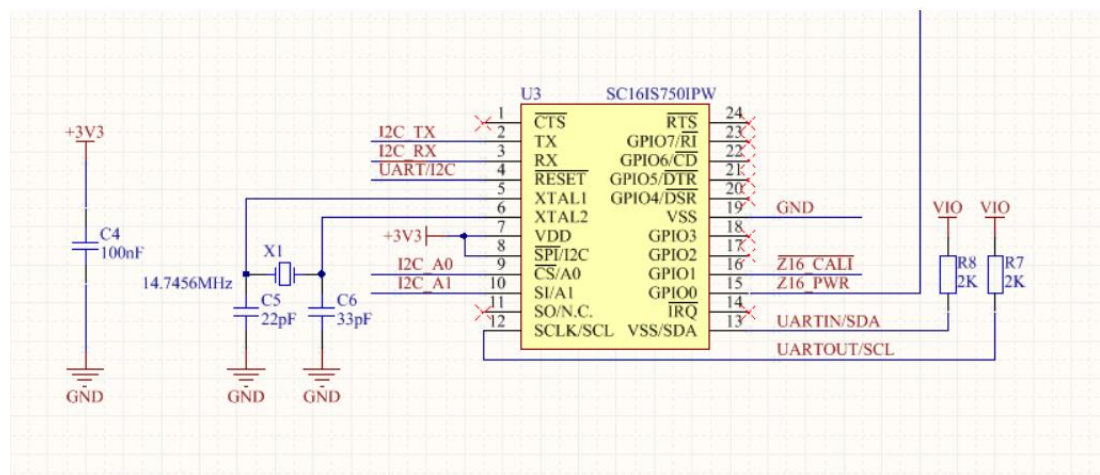 U3 SC16IS750IPW
+3V3
C4
100nF
GND
14.7456MHz
X1
C5
22pF
GND
C6
33pF
GND
I2C_TX
I2C_RX
UART/I2C
+3V3
I2C_A0
I2C_A1
1 CTS
2 TX
3 RX
4 RESET
5 XTAL1
6 XTAL2
7 VDD
8 SPI/I2C
9 CS/A0
10 SI/A1
11 SO/N.C.
12 SCLK/SCL
RTS 24
GPIO7/RI 23
GPIO6/CD 22
GPIO5/DTR 21
GPIO4/DSR 20
VSS 19
GPIO3 18
GPIO2 17
GPIO1 16
GPIO0 15
IRQ 14
VSS/SDA 13
GND
Z16_CALI
Z16_PWR
UARTIN/SDA
UARTOUT/SCL
VIO
R8
2K
VIO
R7
2K